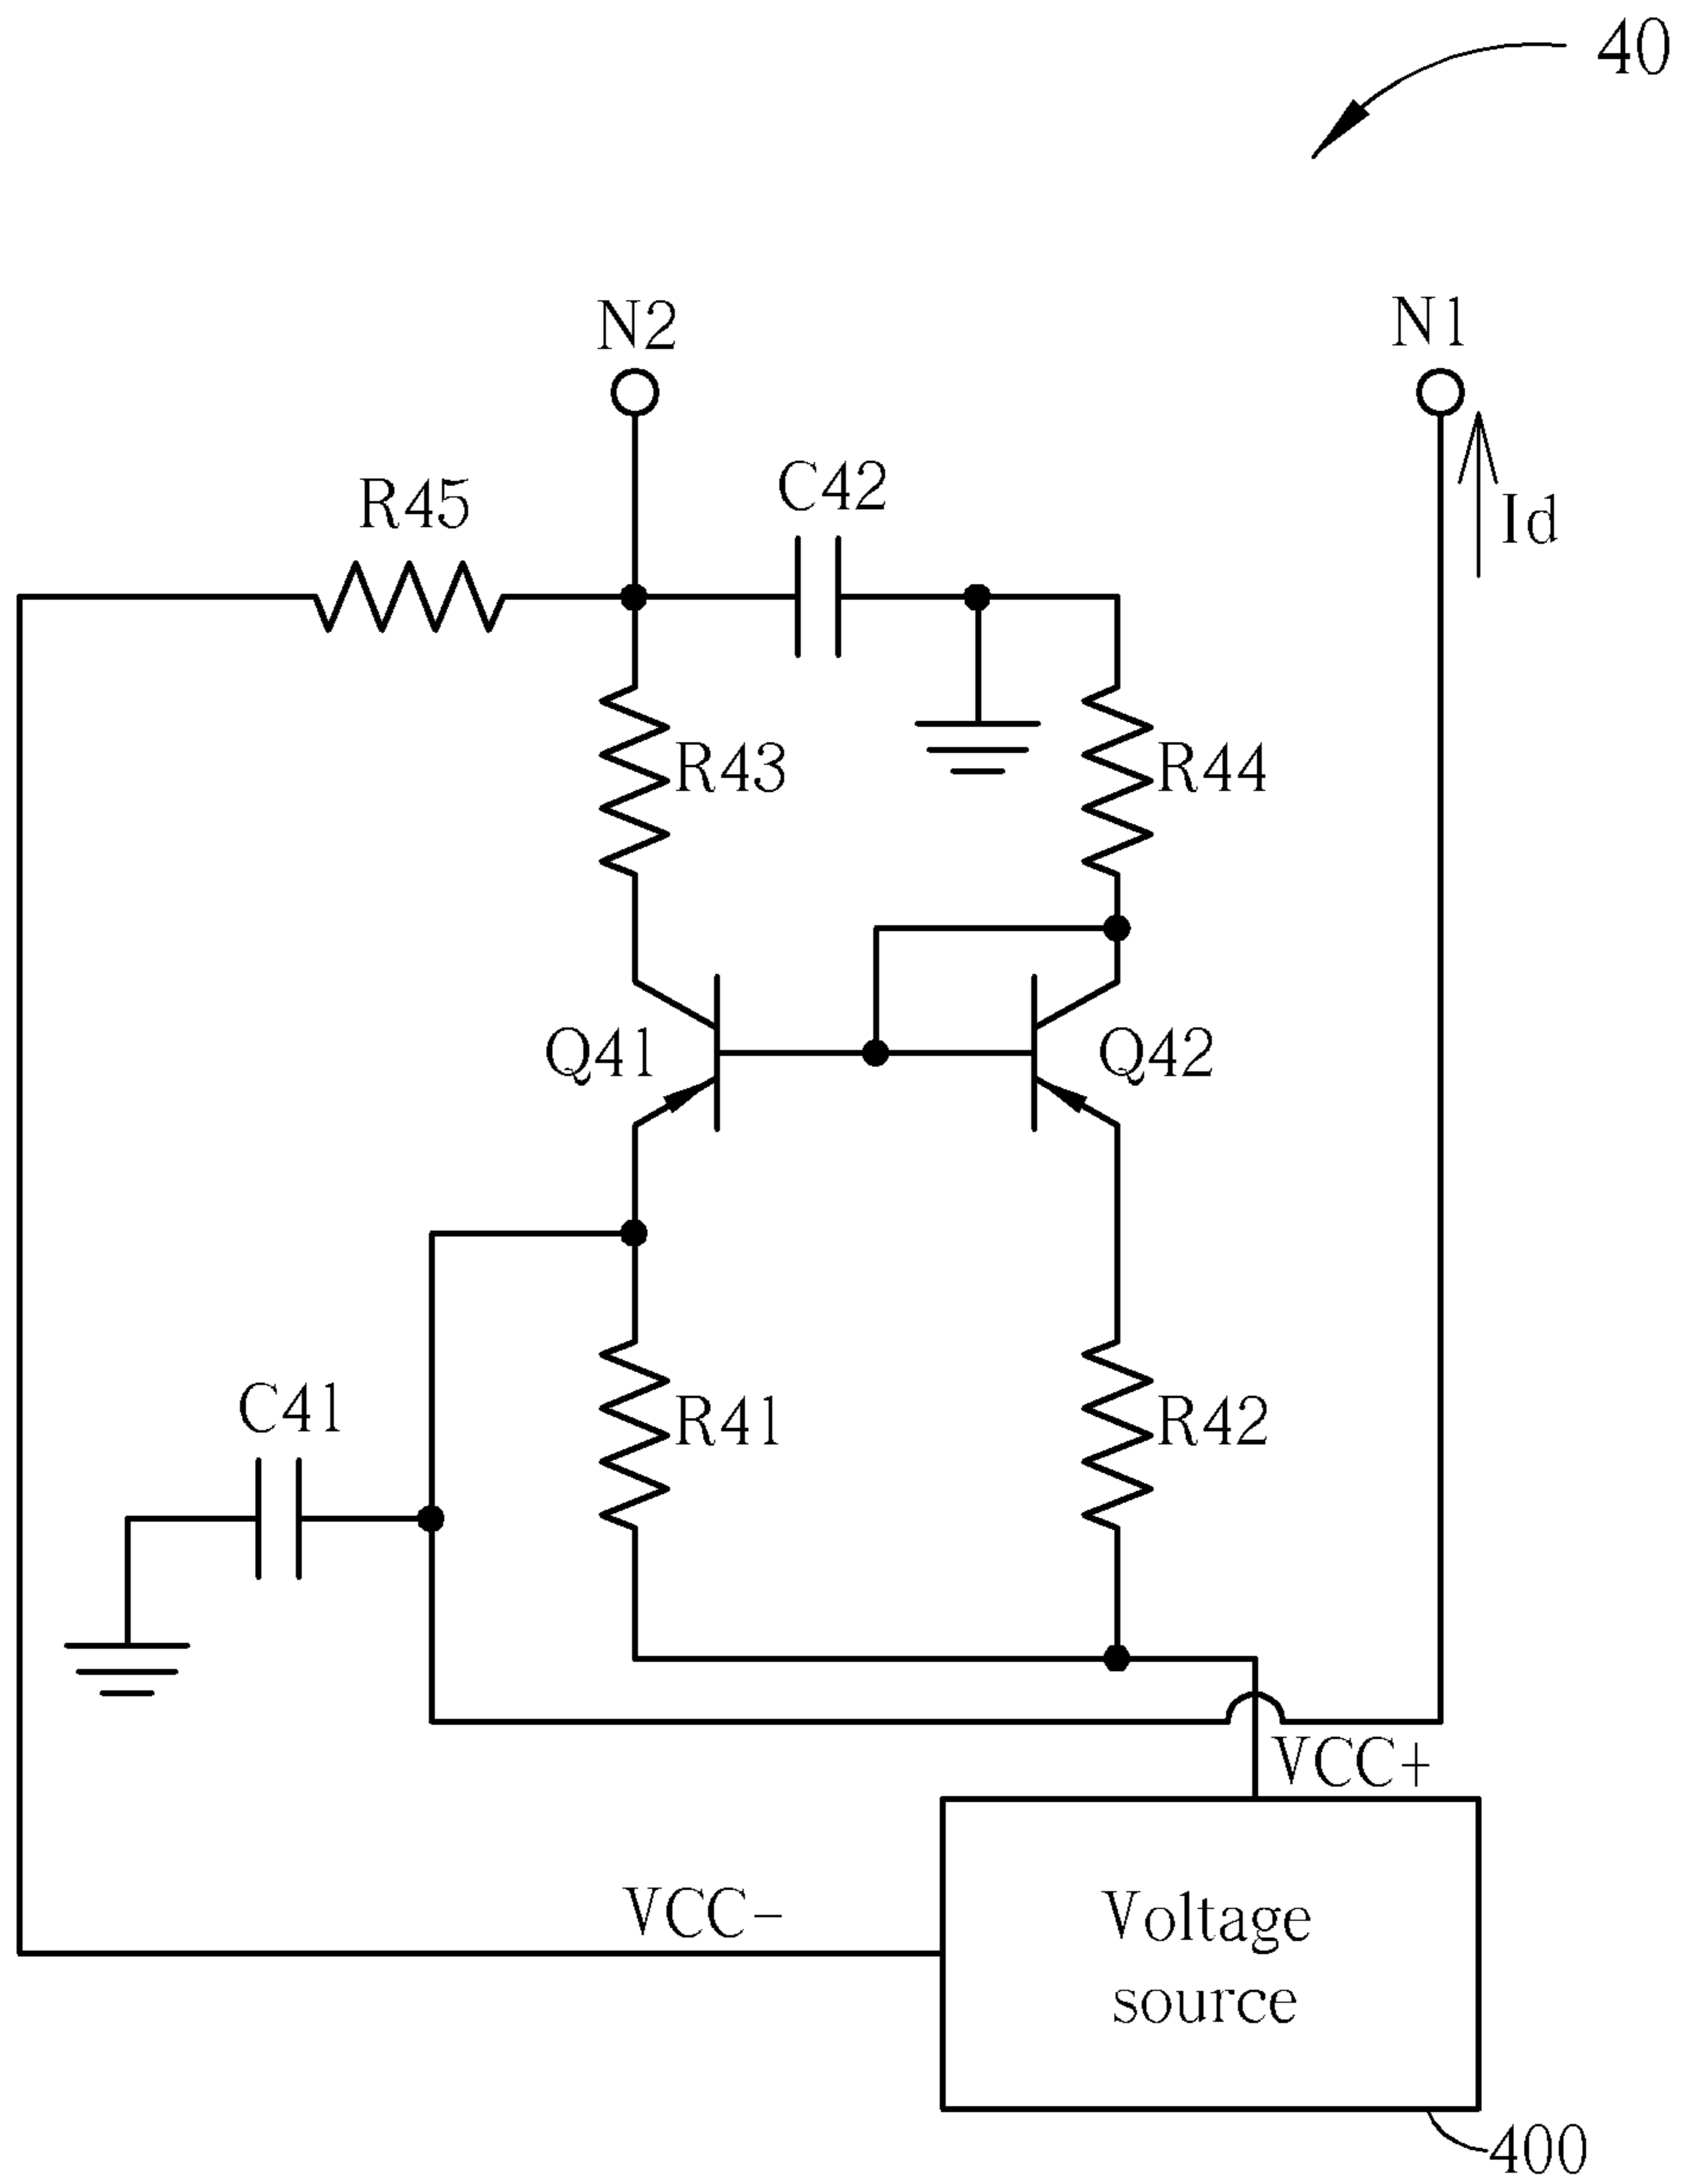 40
N2
N1
R45
C42
Id
R43
R44
Q41
Q42
C41
R41
R42
VCC+
VCC-
Voltage
source
400